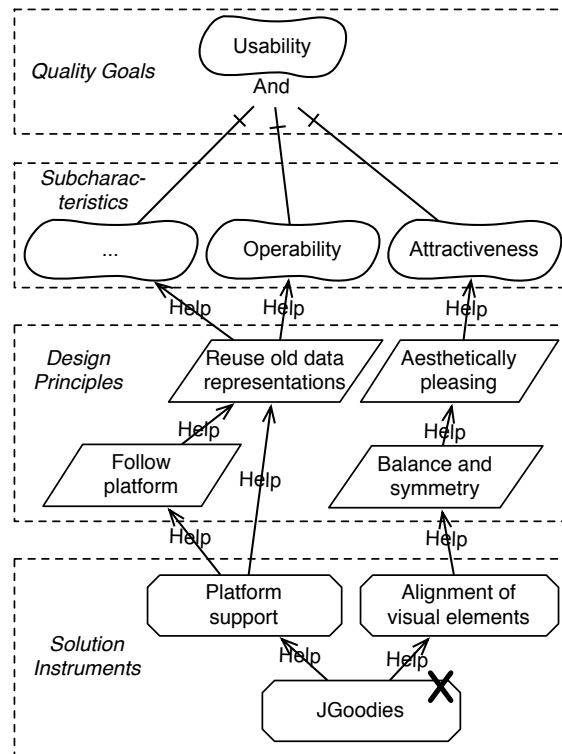 Usability
Quality Goals
And
Subcharac-
teristics
...
Operability
Attractiveness
Help
Help
Help
Design
Principles
Reuse old data
representations
Aesthetically
pleasing
Help
Help
Follow
platform
Help
Balance and
symmetry
Help
Help
Platform
support
Alignment of
visual elements
Solution
Instruments
Help
Help
JGoodies